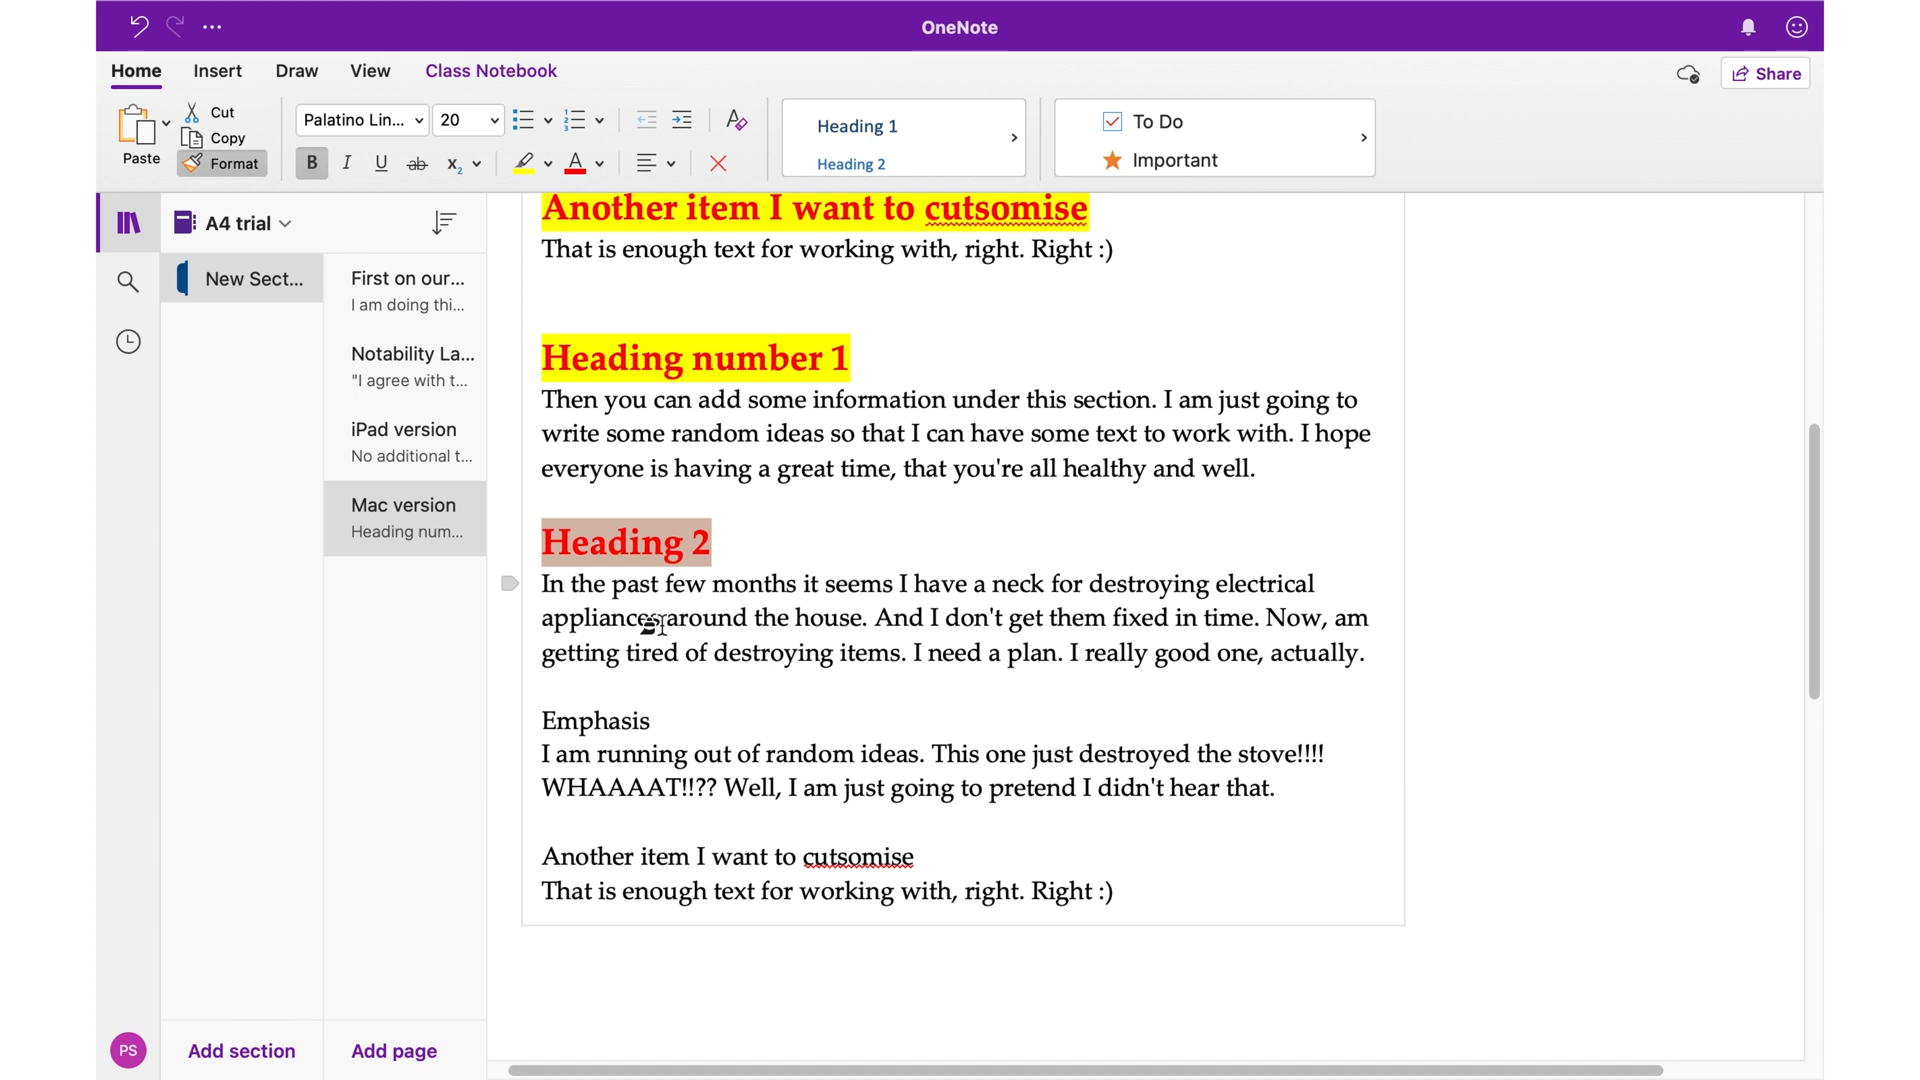 OneNote
Home Insert Draw View Class Notebook
Share
Paste
Cut
Copy
Format
Palatino Lin... 20
B I U ab x2 A
Heading 1
Heading 2
To Do
Important
A4 trial
New Sect...
First on our...
I am doing thi...
Notability La...
"I agree with t...
iPad version
No additional t...
Mac version
Heading num...
Another item I want to cutsomise
That is enough text for working with, right. Right :)
Heading number 1
Then you can add some information under this section. I am just going to
write some random ideas so that I can have some text to work with. I hope
everyone is having a great time, that you're all healthy and well.
Heading 2
In the past few months it seems I have a neck for destroying electrical
appliances around the house. And I don't get them fixed in time. Now, am
getting tired of destroying items. I need a plan. I really good one, actually.
Emphasis
I am running out of random ideas. This one just destroyed the stove!!!!
WHAAAAT!!?? Well, I am just going to pretend I didn't hear that.
Another item I want to cutsomise
That is enough text for working with, right. Right :)
PS
Add section
Add page